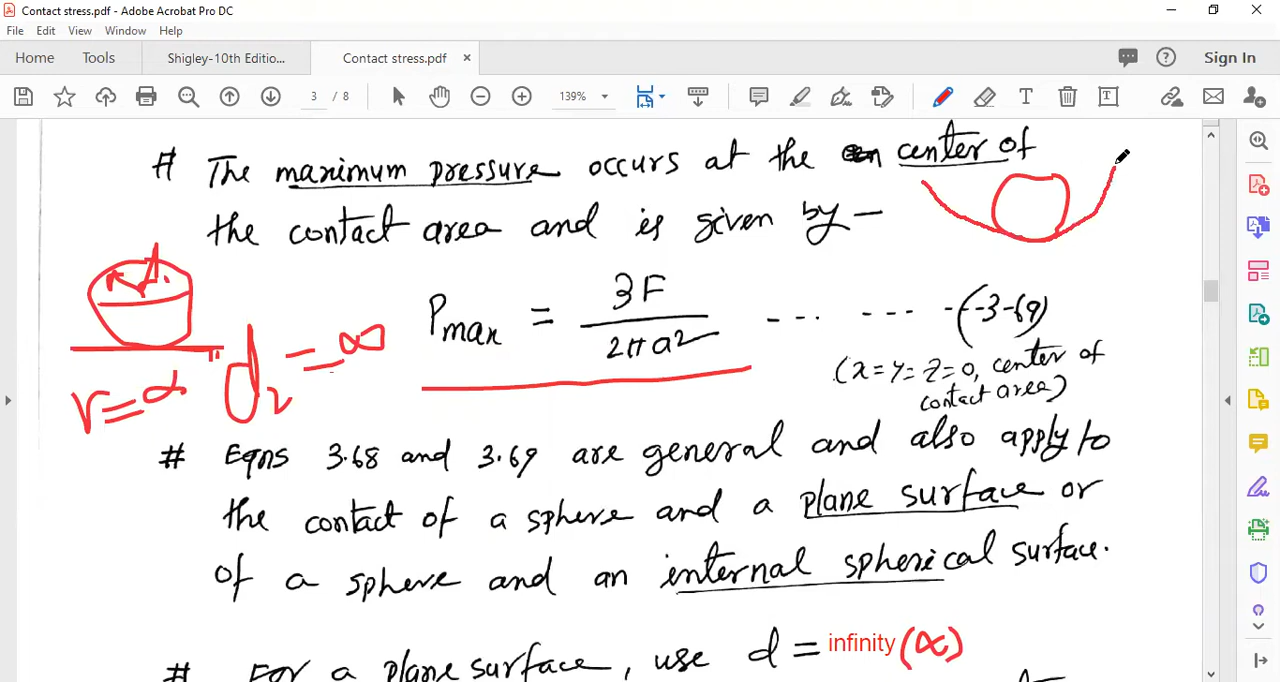 Contact stress.pdf - Adobe Acrobat Pro DC
File Edit View Window Help
Home Tools Shigley-10th Editio... Contact stress.pdf ×
3 / 8 139% Sign In
# The maximum pressure occurs at the center of
the contact area and is given by —
Pmax = 3F / 2πa² ... ... (3-69)
(x = y = z = 0, center of
contact area)
d₂ = ∞
r = ∝
# Eqns 3.68 and 3.69 are general and also apply to
the contact of a sphere and a plane surface or
of a sphere and an internal spherical surface.
# For a plane surface, use d = infinity (∝)